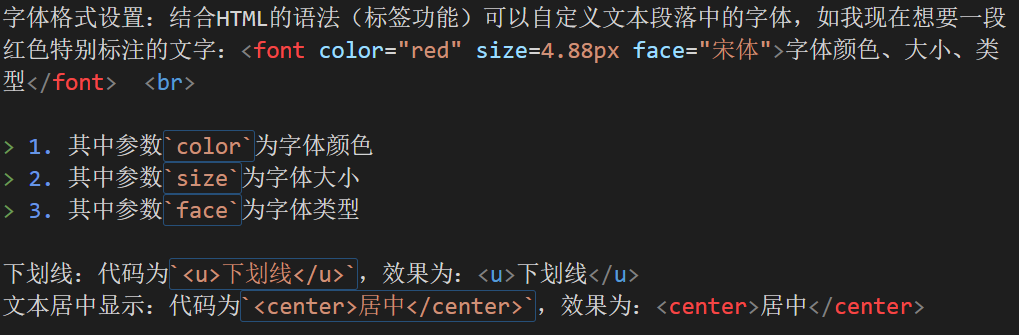 字体格式设置：结合HTML的语法（标签功能）可以自定义文本段落中的字体，如我现在想要一段
红色特别标注的文字：<font color="red" size=4.88px face="宋体">字体颜色、大小、类
型</font>  <br>
> 1. 其中参数`color`为字体颜色
> 2. 其中参数`size`为字体大小
> 3. 其中参数`face`为字体类型
下划线：代码为`<u>下划线</u>`，效果为：<u>下划线</u>
文本居中显示：代码为`<center>居中</center>`，效果为：<center>居中</center>